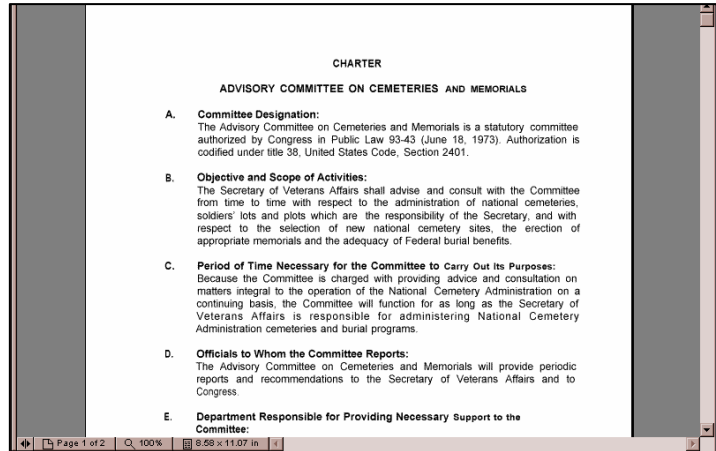 CHARTER
ADVISORY COMMITTEE ON CEMETERIES AND MEMORIALS
A. Committee Designation:
The Advisory Committee on Cemeteries and Memorials is a statutory committee
authorized by Congress in Public Law 93-43 (June 18, 1973). Authorization is
codified under title 38, United States Code, Section 2401.
B. Objective and Scope of Activities:
The Secretary of Veterans Affairs shall advise and consult with the Committee
from time to time with respect to the administration of national cemeteries,
soldiers' lots and plots which are the responsibility of the Secretary, and with
respect to the selection of new national cemetery sites, the erection of
appropriate memorials and the adequacy of Federal burial benefits.
C. Period of Time Necessary for the Committee to Carry Out its Purposes:
Because the Committee is charged with providing advice and consultation on
matters integral to the operation of the National Cemetery Administration on a
continuing basis, the Committee will function for as long as the Secretary of
Veterans Affairs is responsible for administering National Cemetery
Administration cemeteries and burial programs.
D. Officials to Whom the Committee Reports:
The Advisory Committee on Cemeteries and Memorials will provide periodic
reports and recommendations to the Secretary of Veterans Affairs and to
Congress.
E. Department Responsible for Providing Necessary Support to the
Committee:
Page 1 of 2 100% 8.58 x 11.07 in